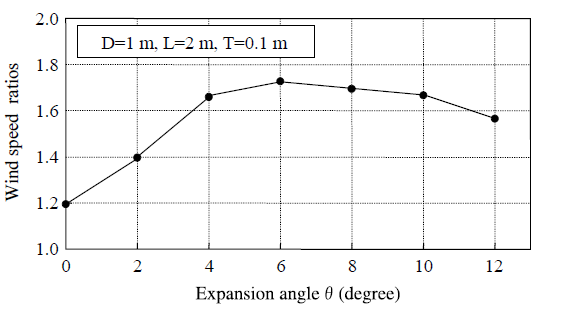 2.0
D=1 m, L=2 m, T=0.1 m
1.8
1.6
1.4
1.2
1.0
Wind speed ratios
0 2 4 6 8 10 12
Expansion angle θ (degree)